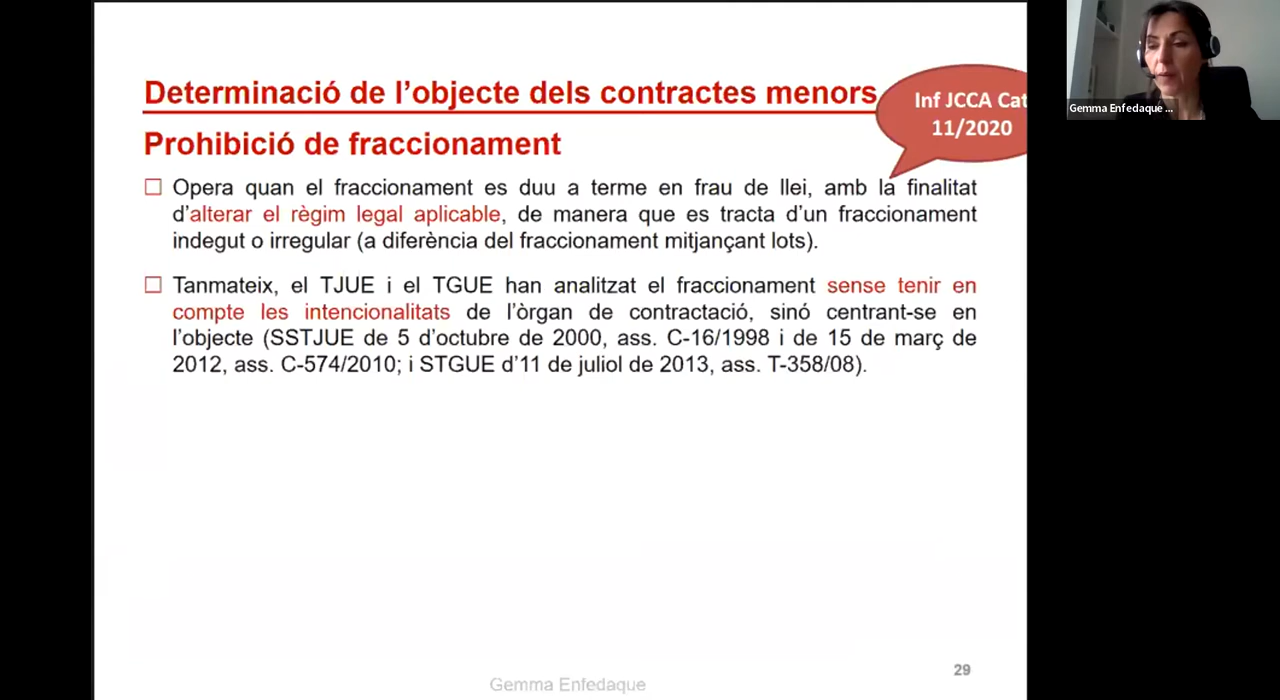 Determinació de l’objecte dels contractes menors
Inf JCCA Cat
11/2020
Prohibició de fraccionament
Opera quan el fraccionament es duu a terme en frau de llei, amb la finalitat
d’alterar el règim legal aplicable, de manera que es tracta d’un fraccionament
indegut o irregular (a diferència del fraccionament mitjançant lots).
Tanmateix, el TJUE i el TGUE han analitzat el fraccionament sense tenir en
compte les intencionalitats de l’òrgan de contractació, sinó centrant-se en
l’objecte (SSTJUE de 5 d’octubre de 2000, ass. C-16/1998 i de 15 de març de
2012, ass. C-574/2010; i STGUE d’11 de juliol de 2013, ass. T-358/08).
29
Gemma Enfedaque
Gemma Enfedaque ...